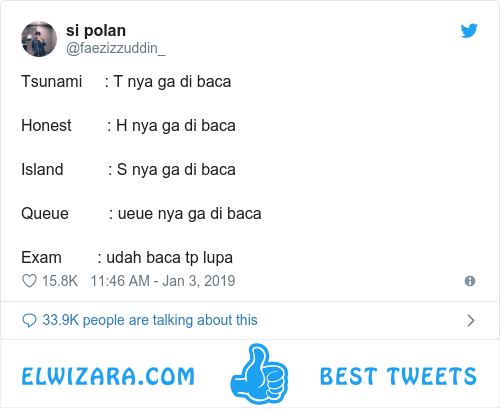 si polan
@faezizzuddin_
Tsunami : T nya ga di baca
Honest : H nya ga di baca
Island : S nya ga di baca
Queue : ueue nya ga di baca
Exam : udah baca tp lupa
15.8K 11:46 AM - Jan 3, 2019
33.9K people are talking about this
ELWIZARA.COM BEST TWEETS